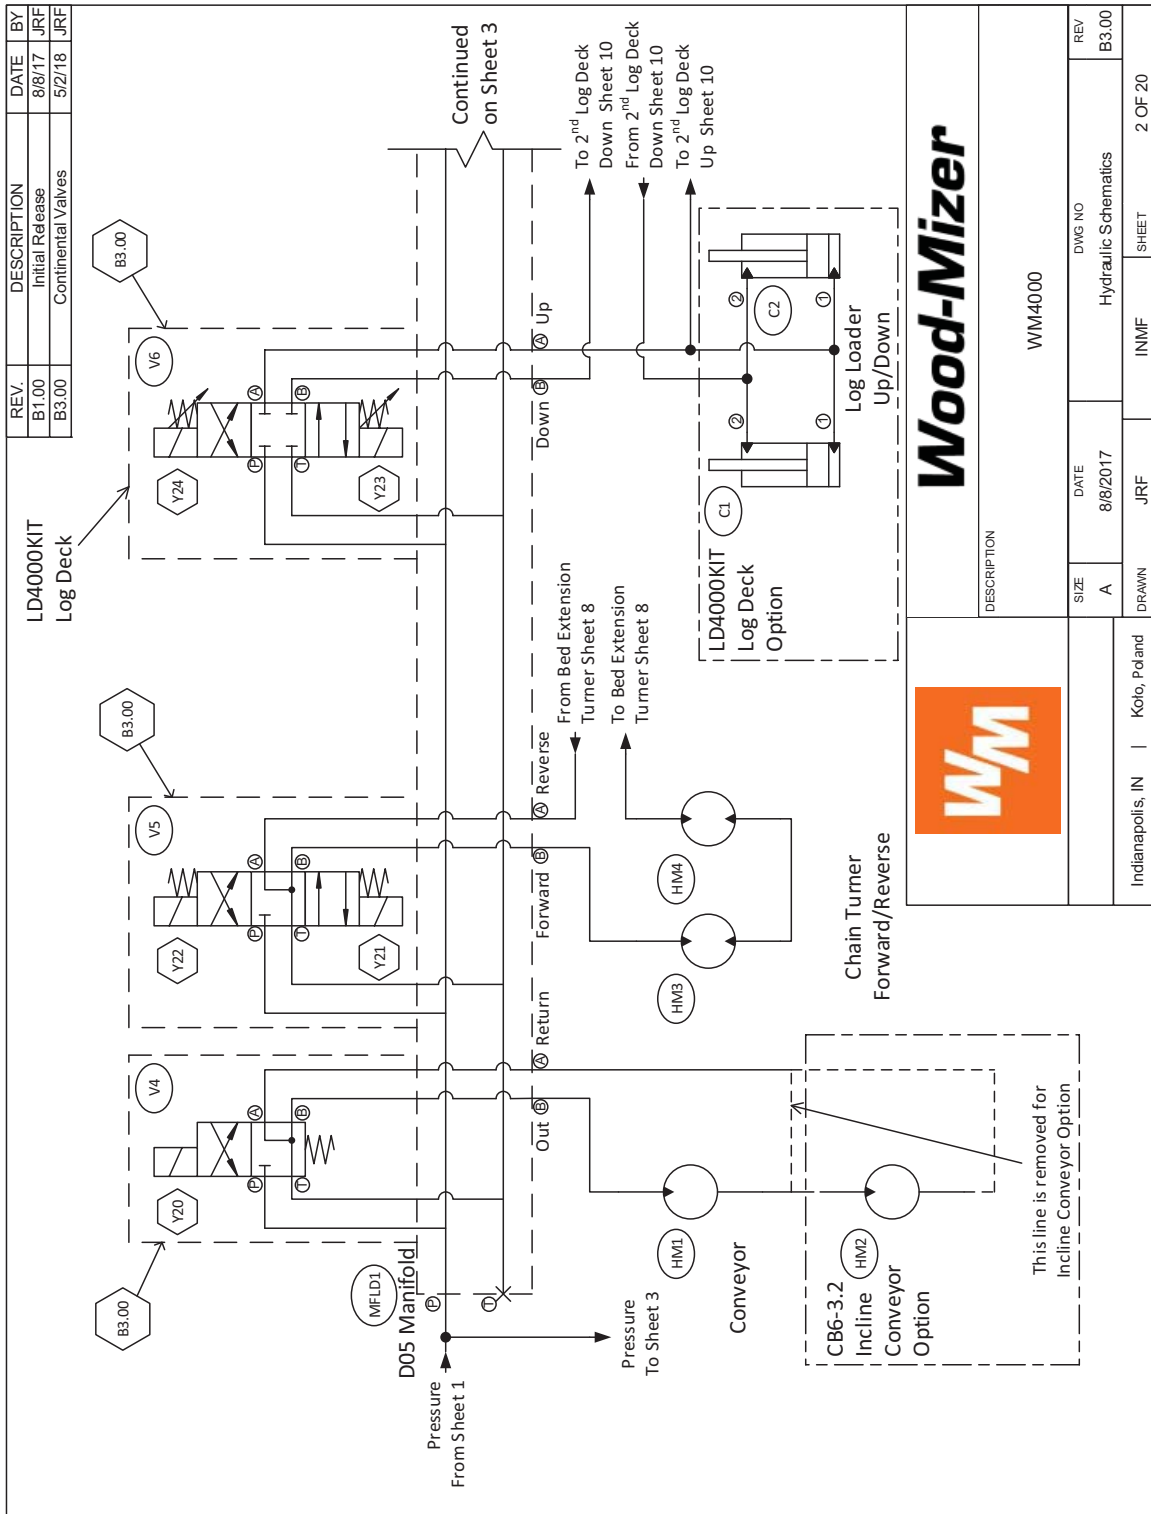 REV. DESCRIPTION DATE BY
B1.00 Initial Release 8/8/17 JRF
B3.00 Continental Valves 5/2/18 JRF
LD4000KIT
Log Deck
B3.00
B3.00
B3.00
V4
V5
V6
Y20
Y22
Y21
Y24
Y23
P
T
A
B
P
T
A
B
P
T
A
B
MFLD1
D05 Manifold
P
T
Pressure
From Sheet 1
Pressure
To Sheet 3
Continued
on Sheet 3
Out B
A Return
Forward B
A Reverse
Down B
A Up
To 2nd Log Deck
Down Sheet 10
From 2nd Log Deck
Down Sheet 10
To 2nd Log Deck
Up Sheet 10
From Bed Extension
Turner Sheet 8
To Bed Extension
Turner Sheet 8
HM1
Conveyor
HM2
CB6-3.2
Incline
Conveyor
Option
This line is removed for
Incline Conveyor Option
HM3
HM4
Chain Turner
Forward/Reverse
C1
C2
2
1
2
1
LD4000KIT
Log Deck
Option
Log Loader
Up/Down
WM
Wood-Mizer
Indianapolis, IN | Koło, Poland
DESCRIPTION
WM4000
SIZE
A
DATE
8/8/2017
DWG NO
Hydraulic Schematics
REV
B3.00
DRAWN
JRF
INMF
SHEET
2 OF 20